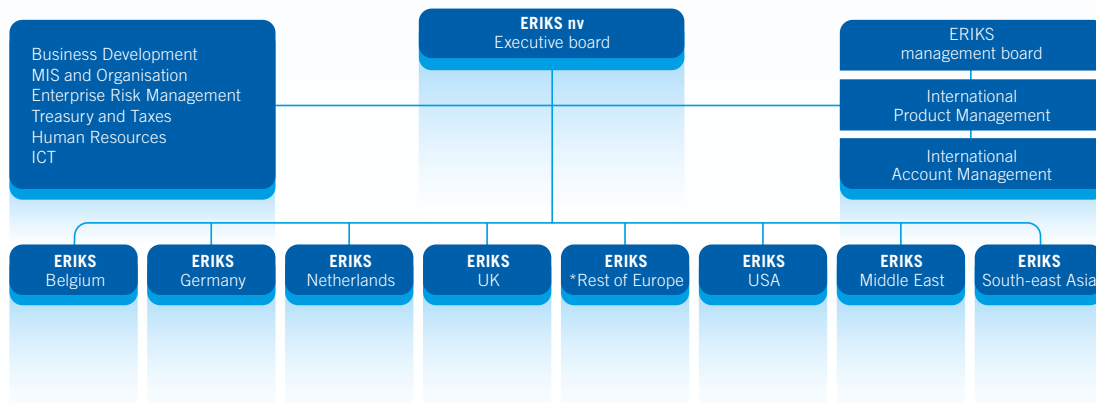 Business Development
MIS and Organisation
Enterprise Risk Management
Treasury and Taxes
Human Resources
ICT
ERIKS nv
Executive board
ERIKS
management board
International
Product Management
International
Account Management
ERIKS
Belgium
ERIKS
Germany
ERIKS
Netherlands
ERIKS
UK
ERIKS
*Rest of Europe
ERIKS
USA
ERIKS
Middle East
ERIKS
South-east Asia